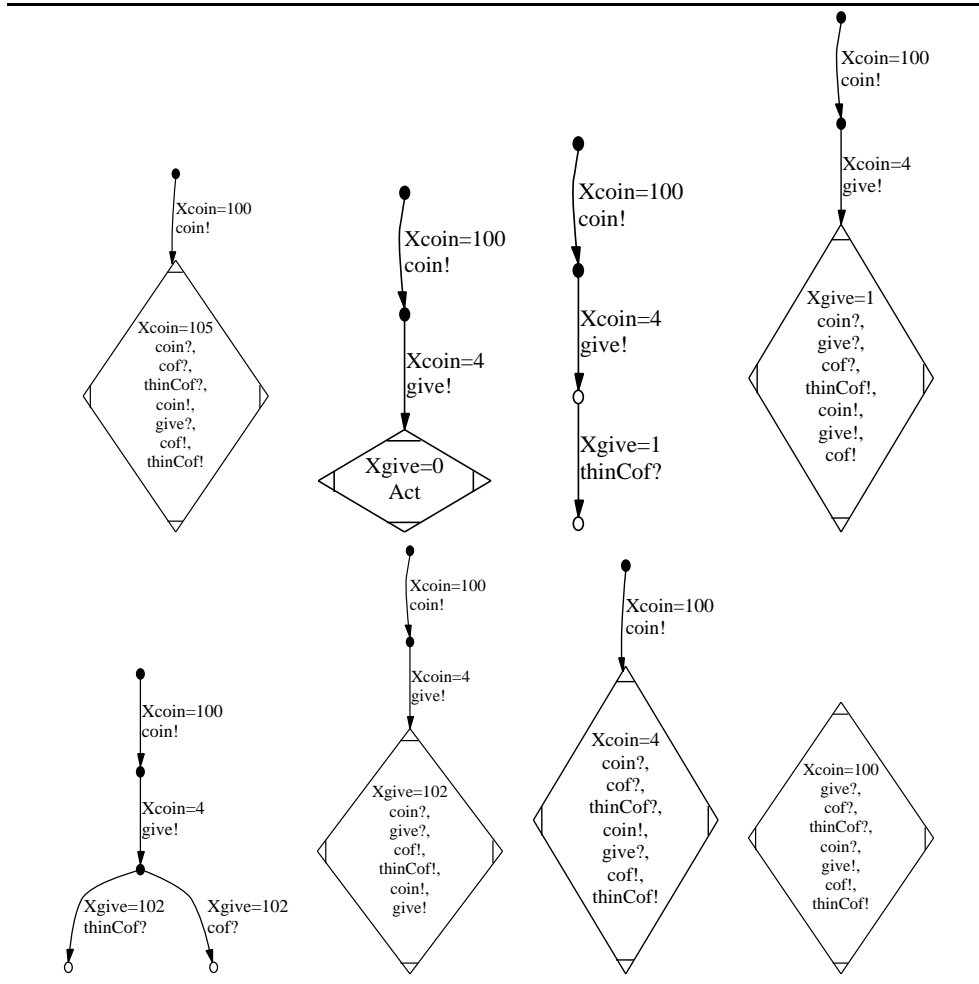 Xcoin=100
coin!
Xcoin=105
coin?,
cof?,
thinCof?,
coin!,
give?,
cof!,
thinCof!
Xcoin=100
coin!
Xcoin=4
give!
Xgive=0
Act
Xcoin=100
coin!
Xcoin=4
give!
Xgive=1
thinCof?
Xcoin=100
coin!
Xcoin=4
give!
Xgive=1
coin?,
give?,
cof?,
thinCof!,
coin!,
give!,
cof!
Xcoin=100
coin!
Xcoin=4
give!
Xgive=102
thinCof?
Xgive=102
cof?
Xcoin=100
coin!
Xcoin=4
give!
Xgive=102
coin?,
give?,
cof!,
thinCof!,
coin!,
give!
Xcoin=100
coin!
Xcoin=4
coin?,
cof?,
thinCof?,
coin!,
give?,
cof!,
thinCof!
Xcoin=100
give?,
cof?,
thinCof?,
coin?,
give!,
cof!,
thinCof!